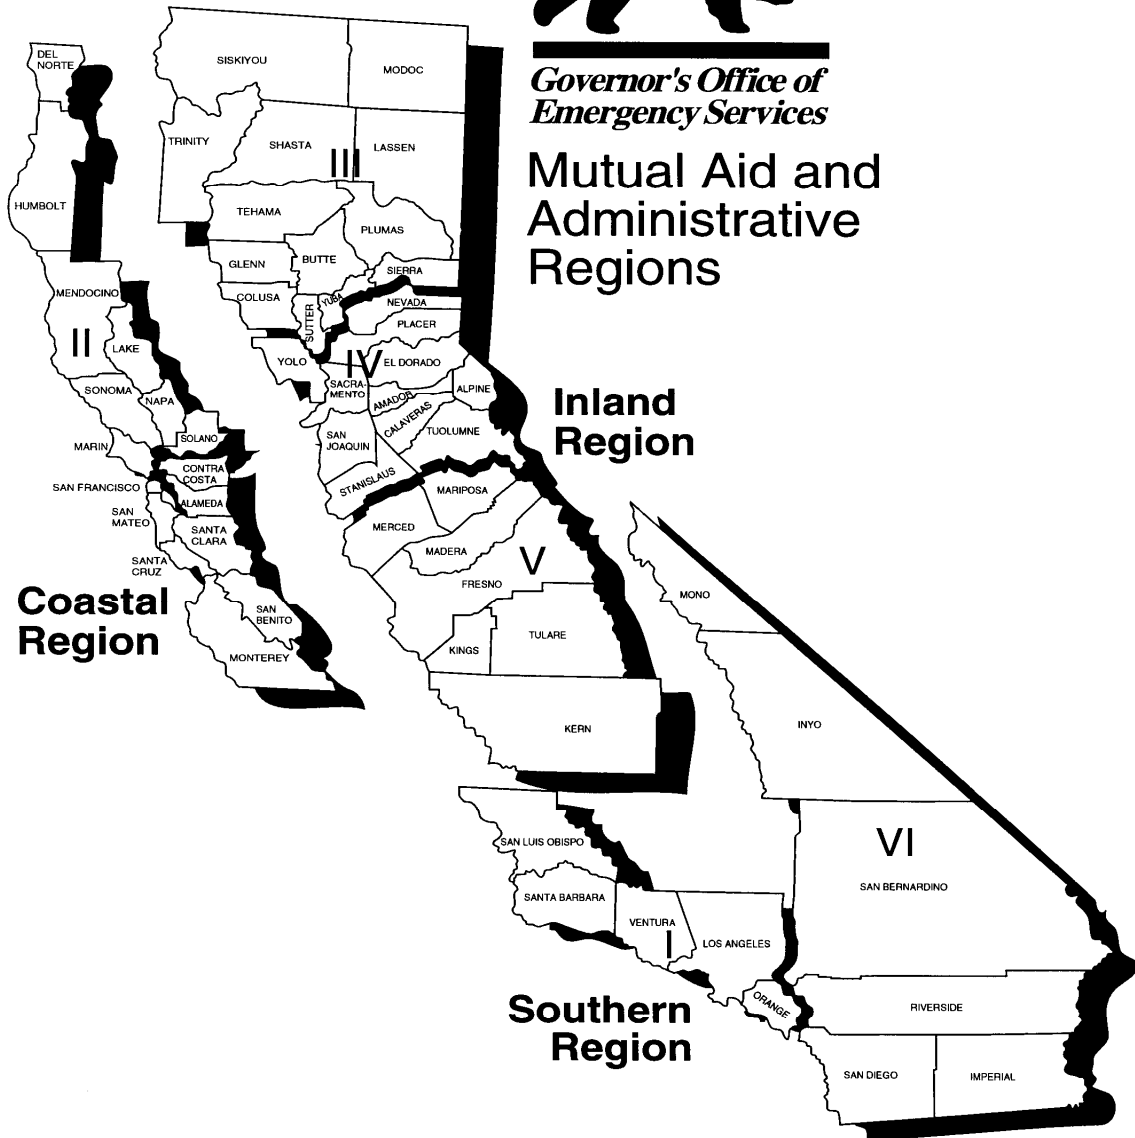 Governor's Office of
Emergency Services
Mutual Aid and
Administrative
Regions
DEL
NORTE
HUMBOLT
MENDOCINO
II
LAKE
SONOMA
NAPA
MARIN
SOLANO
CONTRA
COSTA
SAN FRANCISCO
ALAMEDA
SAN
MATEO
SANTA
CLARA
SANTA
CRUZ
SAN
BENITO
MONTEREY
Coastal
Region
SISKIYOU
MODOC
TRINITY
SHASTA
III
LASSEN
TEHAMA
PLUMAS
GLENN
BUTTE
SIERRA
COLUSA
SUTTER
YUBA
NEVADA
PLACER
YOLO
IV
EL DORADO
SACRA-
MENTO
AMADOR
ALPINE
CALAVERAS
SAN
JOAQUIN
TUOLUMNE
STANISLAUS
MARIPOSA
MERCED
MADERA
V
FRESNO
KINGS
TULARE
KERN
Inland
Region
MONO
INYO
VI
SAN BERNARDINO
SAN LUIS OBISPO
SANTA BARBARA
VENTURA
I
LOS ANGELES
ORANGE
RIVERSIDE
SAN DIEGO
IMPERIAL
Southern
Region